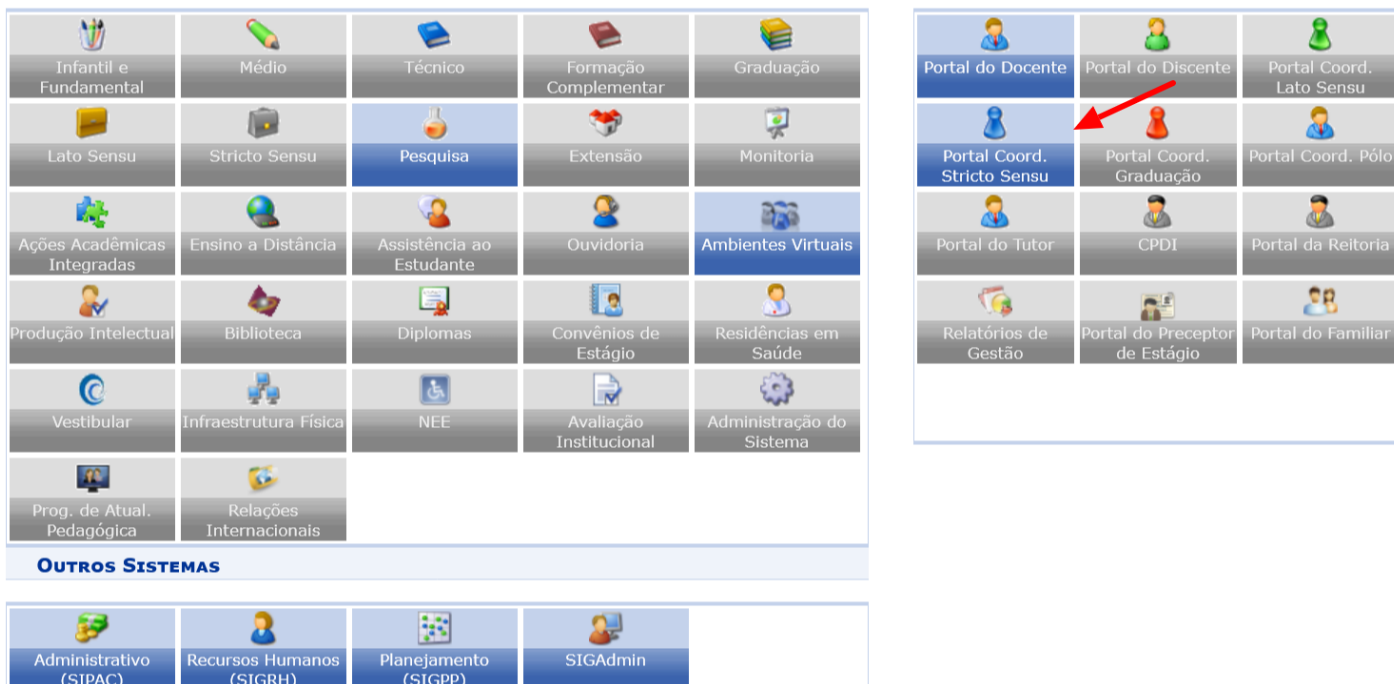 Infantil e
Fundamental
Médio
Técnico
Formação
Complementar
Graduação
Lato Sensu
Stricto Sensu
Pesquisa
Extensão
Monitoria
Ações Acadêmicas
Integradas
Ensino a Distância
Assistência ao
Estudante
Ouvidoria
Ambientes Virtuais
Produção Intelectual
Biblioteca
Diplomas
Convênios de
Estágio
Residências em
Saúde
Vestibular
Infraestrutura Física
NEE
Avaliação
Institucional
Administração do
Sistema
Prog. de Atual.
Pedagógica
Relações
Internacionais
OUTROS SISTEMAS
Administrativo
(SIPAC)
Recursos Humanos
(SIGRH)
Planejamento
(SIGPP)
SIGAdmin
Portal do Docente
Portal do Discente
Portal Coord.
Lato Sensu
Portal Coord.
Stricto Sensu
Portal Coord.
Graduação
Portal Coord. Pólo
Portal do Tutor
CPDI
Portal da Reitoria
Relatórios de
Gestão
Portal do Preceptor
de Estágio
Portal do Familiar